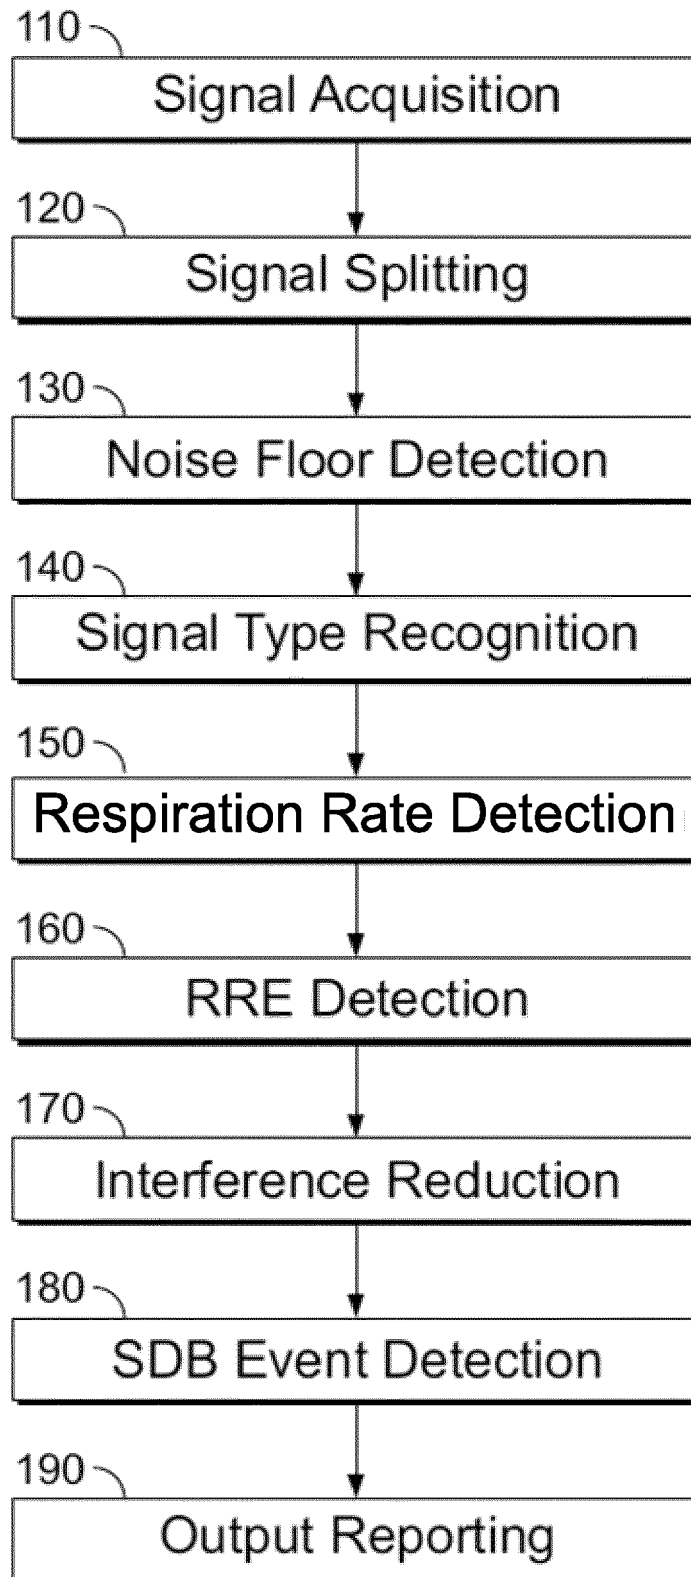 110
Signal Acquisition
120
Signal Splitting
130
Noise Floor Detection
140
Signal Type Recognition
150
Respiration Rate Detection
160
RRE Detection
170
Interference Reduction
180
SDB Event Detection
190
Output Reporting